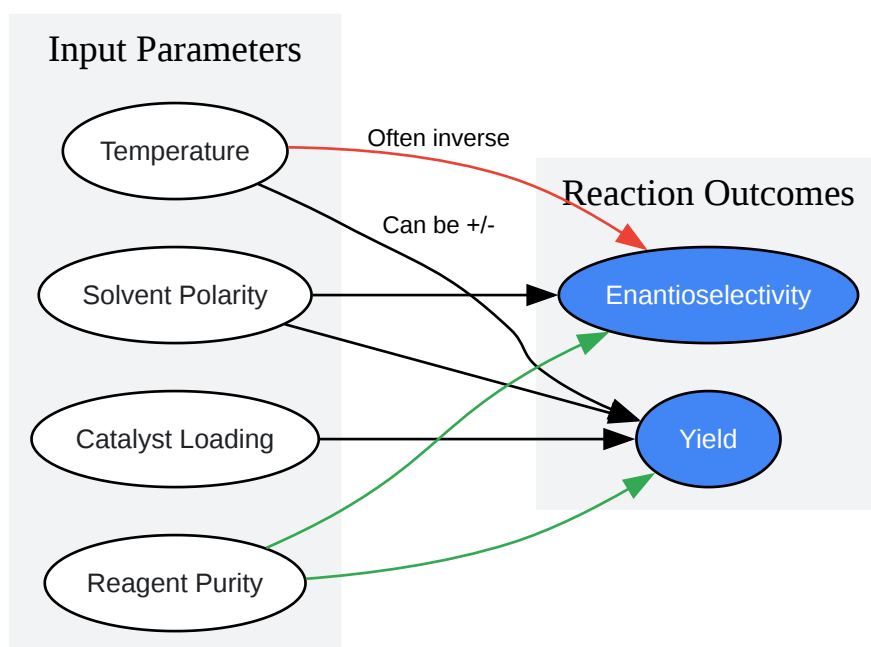 Input Parameters
Temperature
Often inverse
Reaction Outcomes
Can be +/-
Solvent Polarity
Enantioselectivity
Catalyst Loading
Yield
Reagent Purity